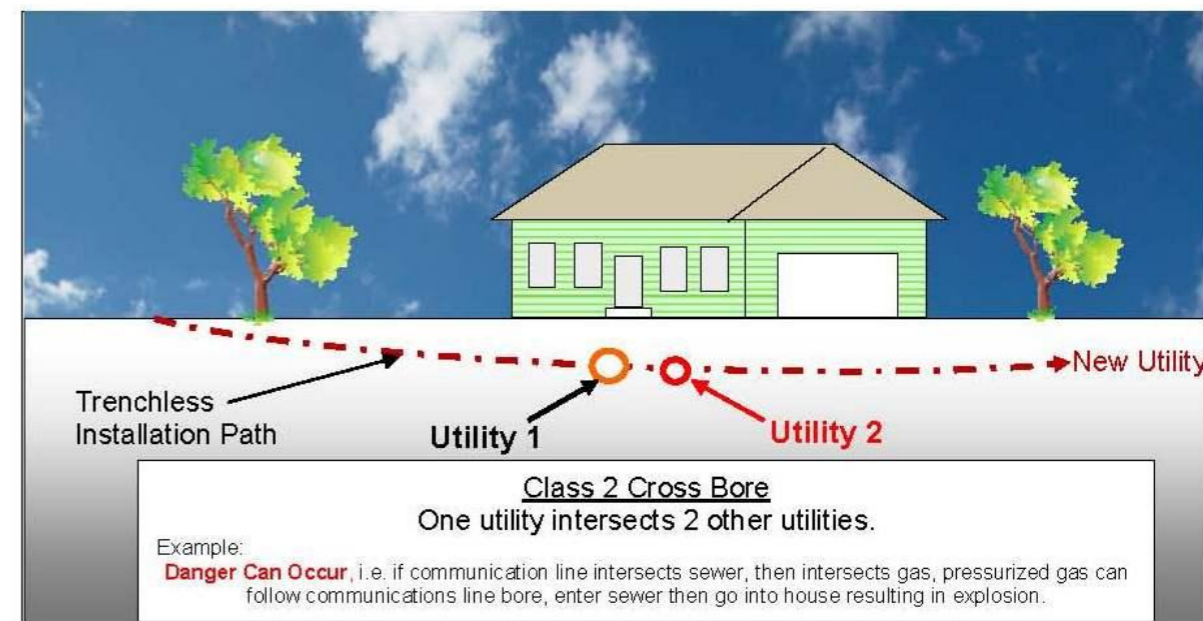 New Utility
Trenchless
Installation Path
Utility 1
Utility 2
Class 2 Cross Bore
One utility intersects 2 other utilities.
Example:
Danger Can Occur, i.e. if communication line intersects sewer, then intersects gas, pressurized gas can
follow communications line bore, enter sewer then go into house resulting in explosion.